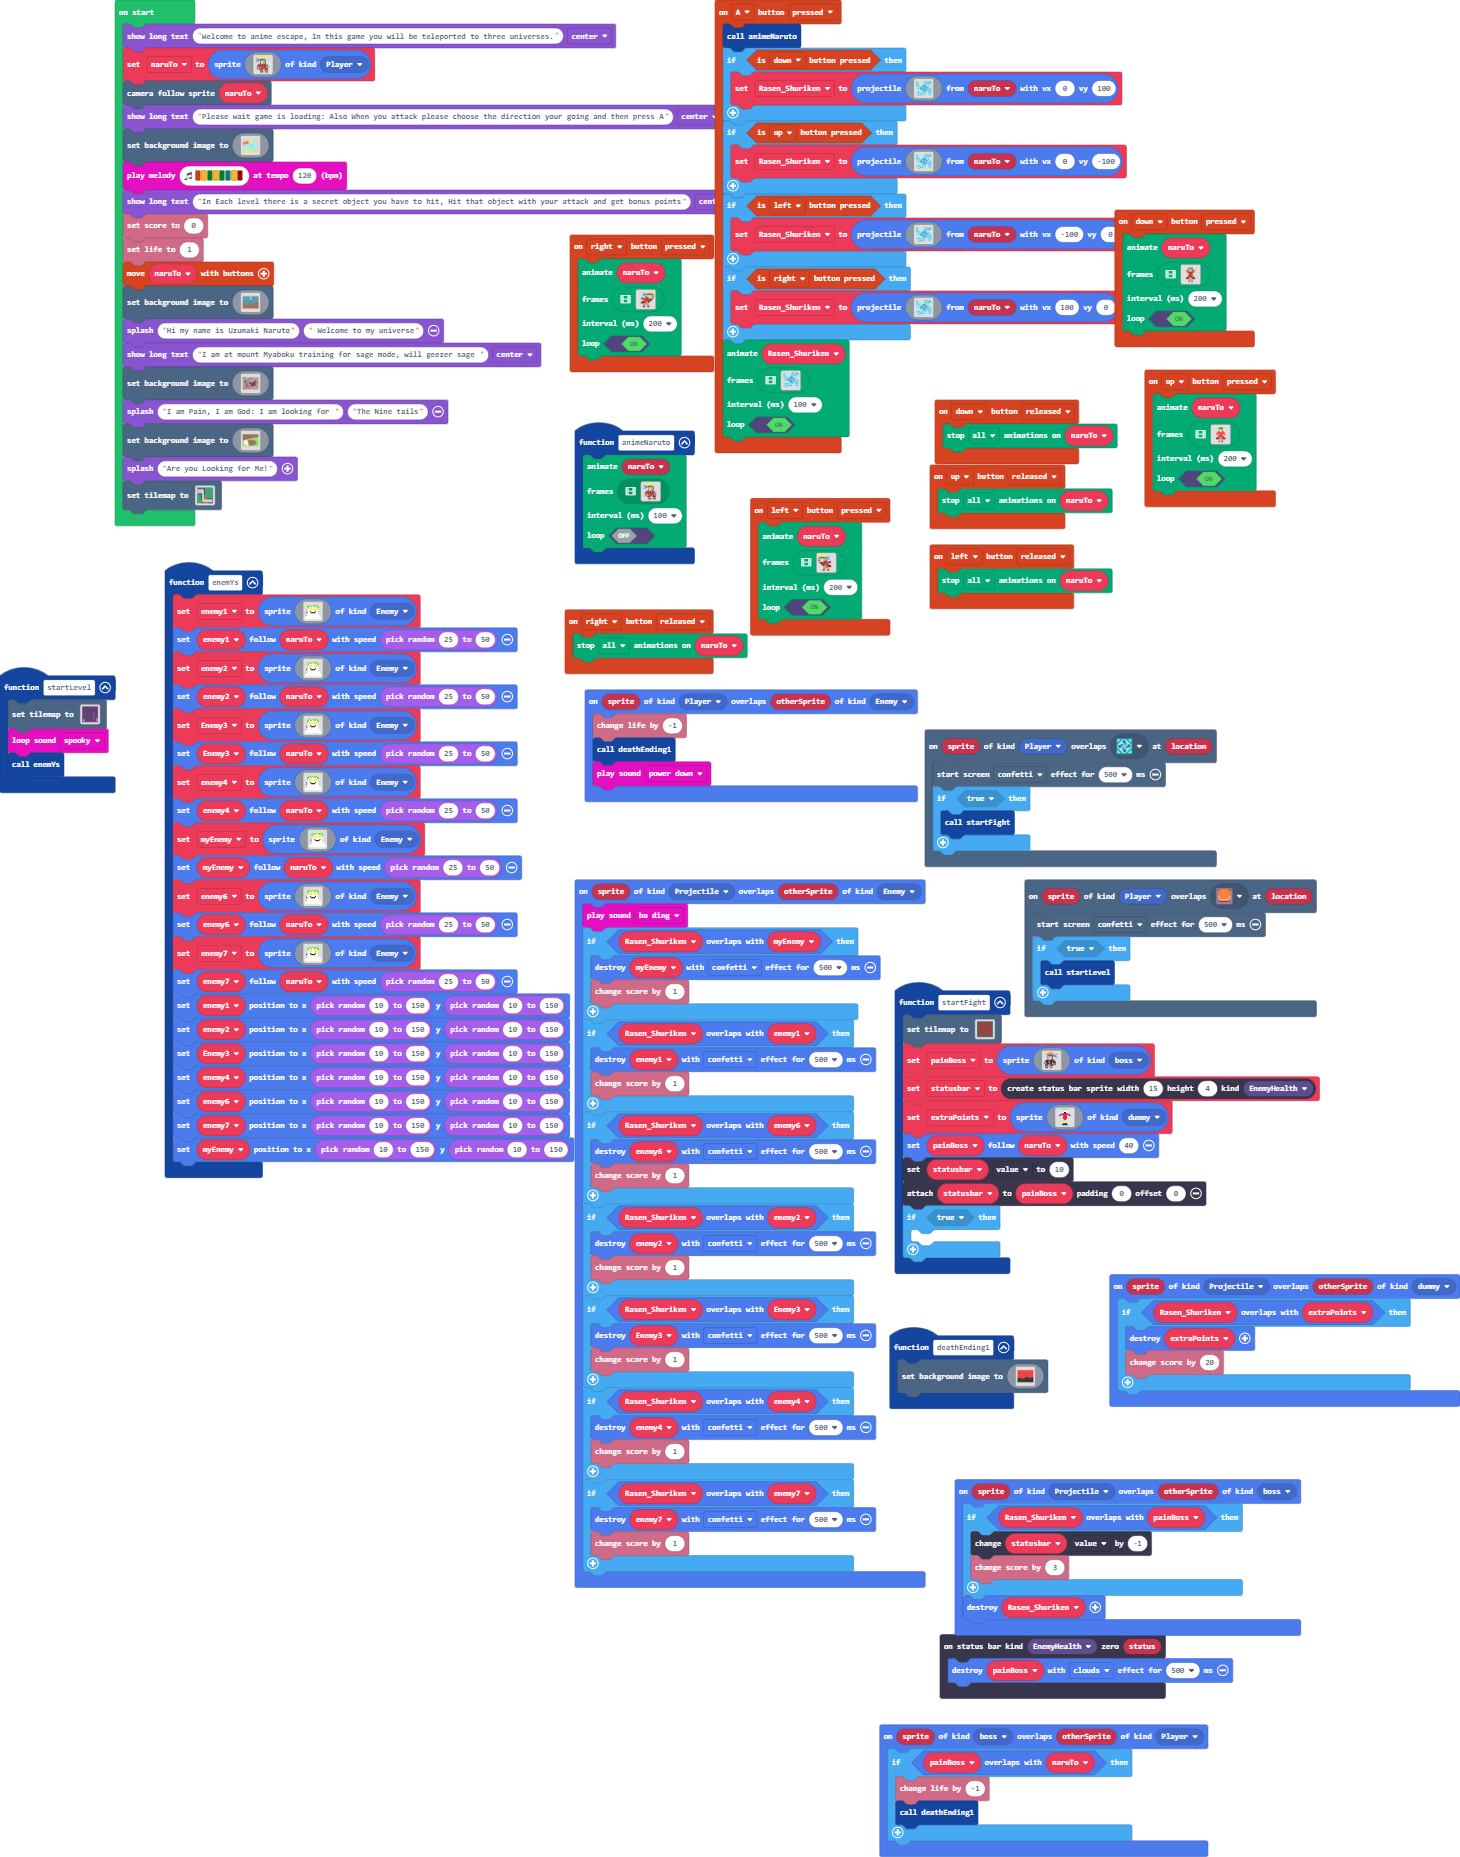 on start
show long text "Welcome to anime escape, In this game you will be teleported to three universes." center
set naruTo to sprite of kind Player
camera follow sprite naruTo
show long text "Please wait game is loading: Also When you attack please choose the direction your going and then press A" center
set background image to
play melody at tempo 120 (bpm)
show long text "In Each level there is a secret object you have to hit, Hit that object with your attack and get bonus points" cent
set score to 0
set life to 1
move naruTo with buttons
set background image to
splash "Hi my name is Uzumaki Naruto" " Welcome to my universe"
show long text "I am at mount Myaboku training for sage mode, will geezer sage " center
set background image to
splash "I am Pain, I am God: I am looking for " "The Nine tails"
set background image to
splash "Are you Looking for Me!"
set tilemap to
on A button pressed
call animeNaruto
if is down button pressed then
set Rasen_Shuriken to projectile from naruTo with vx 0 vy 100
if is up button pressed then
set Rasen_Shuriken to projectile from naruTo with vx 0 vy -100
if is left button pressed then
set Rasen_Shuriken to projectile from naruTo with vx -100 vy 0
if is right button pressed then
set Rasen_Shuriken to projectile from naruTo with vx 100 vy 0
animate Rasen_Shuriken
frames
interval (ms) 100
loop ON
on right button pressed
animate naruTo
frames
interval (ms) 200
loop ON
on down button pressed
animate naruTo
frames
interval (ms) 200
loop ON
on up button pressed
animate naruTo
frames
interval (ms) 200
loop ON
on down button released
stop all animations on naruTo
on up button released
stop all animations on naruTo
on left button released
stop all animations on naruTo
function animeNaruto
animate naruTo
frames
interval (ms) 100
loop OFF
on left button pressed
animate naruTo
frames
interval (ms) 200
loop ON
on right button released
stop all animations on naruTo
function enemYs
set enemy1 to sprite of kind Enemy
set enemy1 follow naruTo with speed pick random 25 to 50
set enemy2 to sprite of kind Enemy
set enemy2 follow naruTo with speed pick random 25 to 50
set Enemy3 to sprite of kind Enemy
set Enemy3 follow naruTo with speed pick random 25 to 50
set enemy4 to sprite of kind Enemy
set enemy4 follow naruTo with speed pick random 25 to 50
set myEnemy to sprite of kind Enemy
set myEnemy follow naruTo with speed pick random 25 to 50
set enemy6 to sprite of kind Enemy
set enemy6 follow naruTo with speed pick random 25 to 50
set enemy7 to sprite of kind Enemy
set enemy7 follow naruTo with speed pick random 25 to 50
set enemy1 position to x pick random 10 to 150 y pick random 10 to 150
set enemy2 position to x pick random 10 to 150 y pick random 10 to 150
set Enemy3 position to x pick random 10 to 150 y pick random 10 to 150
set enemy4 position to x pick random 10 to 150 y pick random 10 to 150
set enemy6 position to x pick random 10 to 150 y pick random 10 to 150
set enemy7 position to x pick random 10 to 150 y pick random 10 to 150
set myEnemy position to x pick random 10 to 150 y pick random 10 to 150
function startLevel
set tilemap to
loop sound spooky
call enemYs
on sprite of kind Player overlaps otherSprite of kind Enemy
change life by -1
call deathEnding1
play sound power down
on sprite of kind Player overlaps at location
start screen confetti effect for 500 ms
if true then
call startFight
on sprite of kind Projectile overlaps otherSprite of kind Enemy
play sound ba ding
if Rasen_Shuriken overlaps with myEnemy then
destroy myEnemy with confetti effect for 500 ms
change score by 1
if Rasen_Shuriken overlaps with enemy1 then
destroy enemy1 with confetti effect for 500 ms
change score by 1
if Rasen_Shuriken overlaps with enemy6 then
destroy enemy6 with confetti effect for 500 ms
change score by 1
if Rasen_Shuriken overlaps with enemy2 then
destroy enemy2 with confetti effect for 500 ms
change score by 1
if Rasen_Shuriken overlaps with Enemy3 then
destroy Enemy3 with confetti effect for 500 ms
change score by 1
if Rasen_Shuriken overlaps with enemy4 then
destroy enemy4 with confetti effect for 500 ms
change score by 1
if Rasen_Shuriken overlaps with enemy7 then
destroy enemy7 with confetti effect for 500 ms
change score by 1
on sprite of kind Player overlaps at location
start screen confetti effect for 500 ms
if true then
call startLevel
function startFight
set tilemap to
set painBoss to sprite of kind boss
set statusbar to create status bar sprite width 15 height 4 kind EnemyHealth
set extraPoints to sprite of kind dummy
set painBoss follow naruTo with speed 40
set statusbar value to 10
attach statusbar to painBoss padding 0 offset 0
if true then
on sprite of kind Projectile overlaps otherSprite of kind dummy
if Rasen_Shuriken overlaps with extraPoints then
destroy extraPoints
change score by 20
function deathEnding1
set background image to
on sprite of kind Projectile overlaps otherSprite of kind boss
if Rasen_Shuriken overlaps with painBoss then
change statusbar value by -1
change score by 3
destroy Rasen_Shuriken
on status bar kind EnemyHealth zero status
destroy painBoss with clouds effect for 500 ms
on sprite of kind boss overlaps otherSprite of kind Player
if painBoss overlaps with naruTo then
change life by -1
call deathEnding1